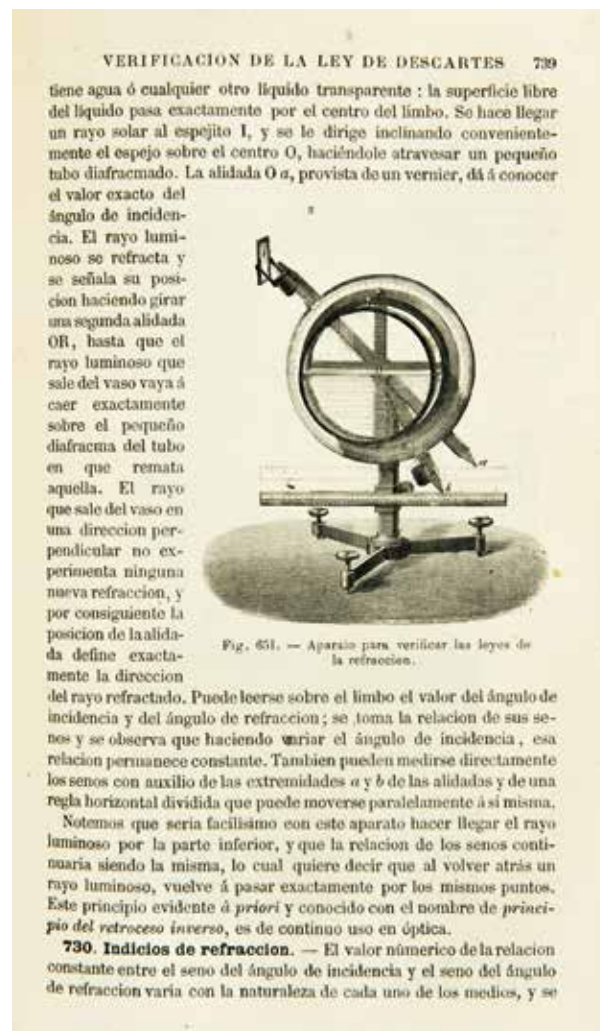 VERIFICACION DE LA LEY DE DESCARTES 739
tiene agua ó cualquier otro líquido transparente : la superficie libre
del líquido pasa exactamente por el centro del limbo. Se hace llegar
un rayo solar al espejito I, y se le dirige inclinando conveniente-
mente el espejo sobre el centro O, haciéndole atravesar un pequeño
tubo diafracmado. La alidada O a, provista de un vernier, dá á conocer
el valor exacto del
ángulo de inciden-
cia. El rayo lumi-
noso se refracta y
se señala su posi-
cion haciendo girar
una segunda alidada
OR, hasta que el
rayo luminoso que
sale del vaso vaya á
caer exactamente
sobre el pequeño
diafracma del tubo
en que remata
aquella. El rayo
que sale del vaso en
una direccion per-
pendicular no ex-
perimenta ninguna
nueva refraccion, y
por consiguiente la
posicion de la alida-
da define exacta-
mente la direccion
a
b
Fig. 651. — Aparato para verificar las leyes de
la refraccion.
del rayo refractado. Puede leerse sobre el limbo el valor del ángulo de
incidencia y del ángulo de refraccion ; se toma la relacion de sus se-
nos y se observa que haciendo variar el ángulo de incidencia, esa
relacion permanece constante. Tambien pueden medirse directamente
los senos con auxilio de las extremidades a y b de las alidadas y de una
regla horizontal dividida que puede moverse paralelamente á sí misma.
Notemos que seria facilísimo con este aparato hacer llegar el rayo
luminoso por la parte inferior, y que la relacion de los senos conti-
nuaria siendo la misma, lo cual quiere decir que al volver atrás un
rayo luminoso, vuelve á pasar exactamente por los mismos puntos.
Este principio evidente á priori y conocido con el nombre de princi-
pio del retroceso inverso, es de continuo uso en óptica.
730. Indicios de refraccion. — El valor númerico de la relacion
constante entre el seno del ángulo de incidencia y el seno del ángulo
de refraccion varia con la naturaleza de cada uno de los medios, y se